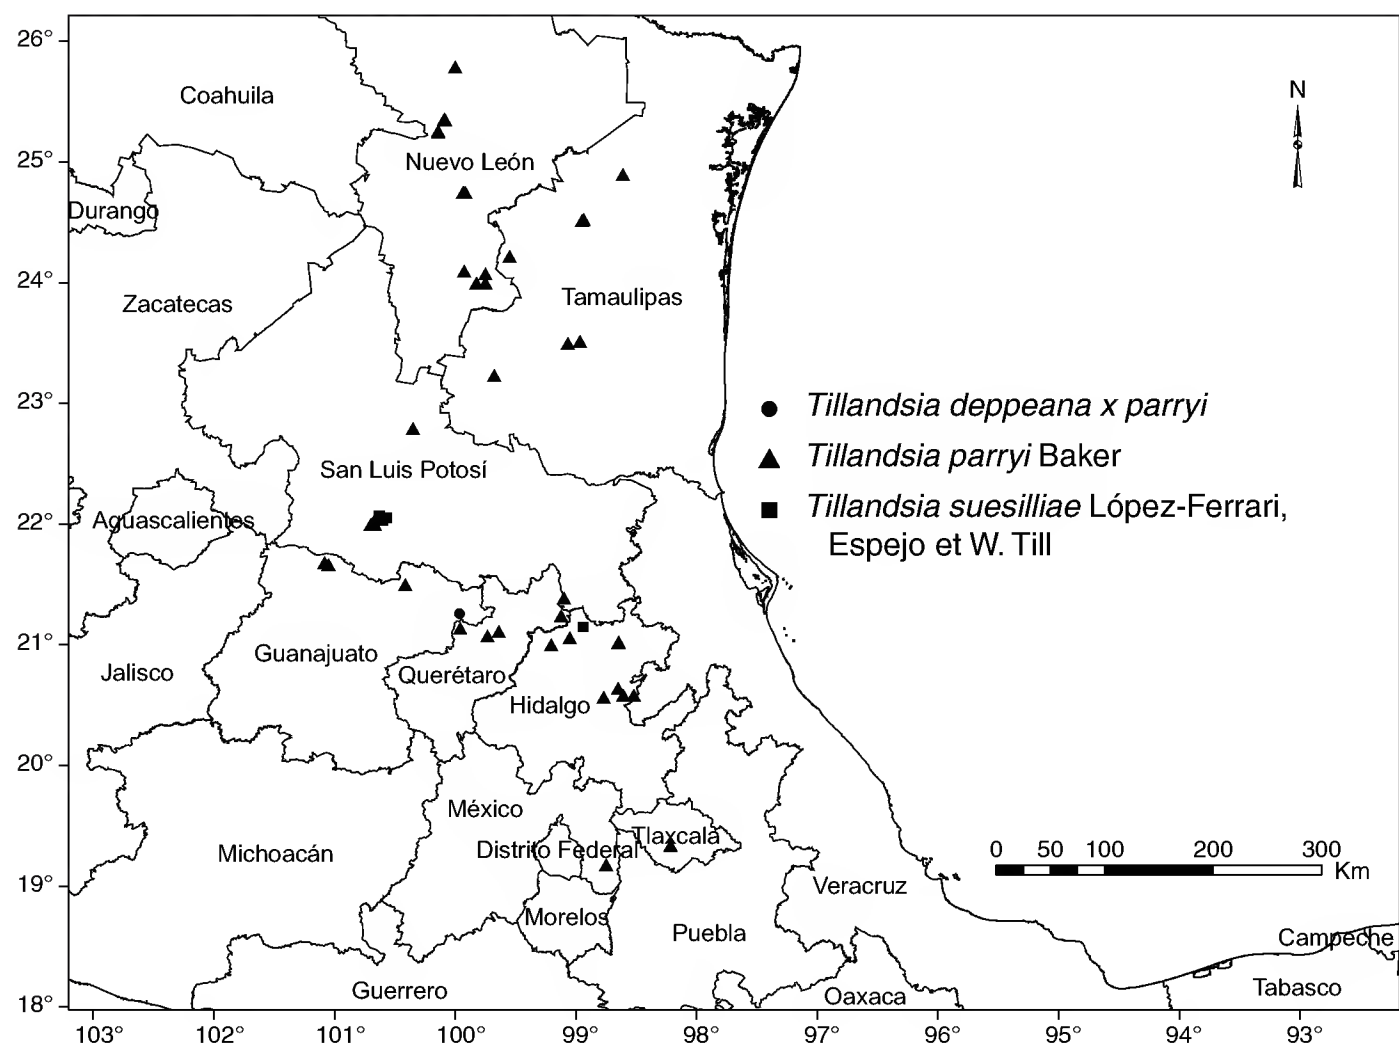 26°
N
Coahuila
25°
Nuevo León
Durango
24°
Tamaulipas
Zacatecas
23°
Tillandsia deppeana x parryi
Tillandsia parryi Baker
San Luis Potosí
Tillandsia suesilliae López-Ferrari,
Espejo et W. Till
22°
Aguascalientes
21°
Guanajuato
Jalisco
Querétaro
Hidalgo
20°
México
Tlaxcala
Distrito Federal
Michoacán
0 50 100 200 300
Km
19°
Veracruz
Morelos
Puebla
Campeche
Guerrero
Oaxaca
Tabasco
18°
103° 102° 101° 100° 99° 98° 97° 96° 95° 94° 93°